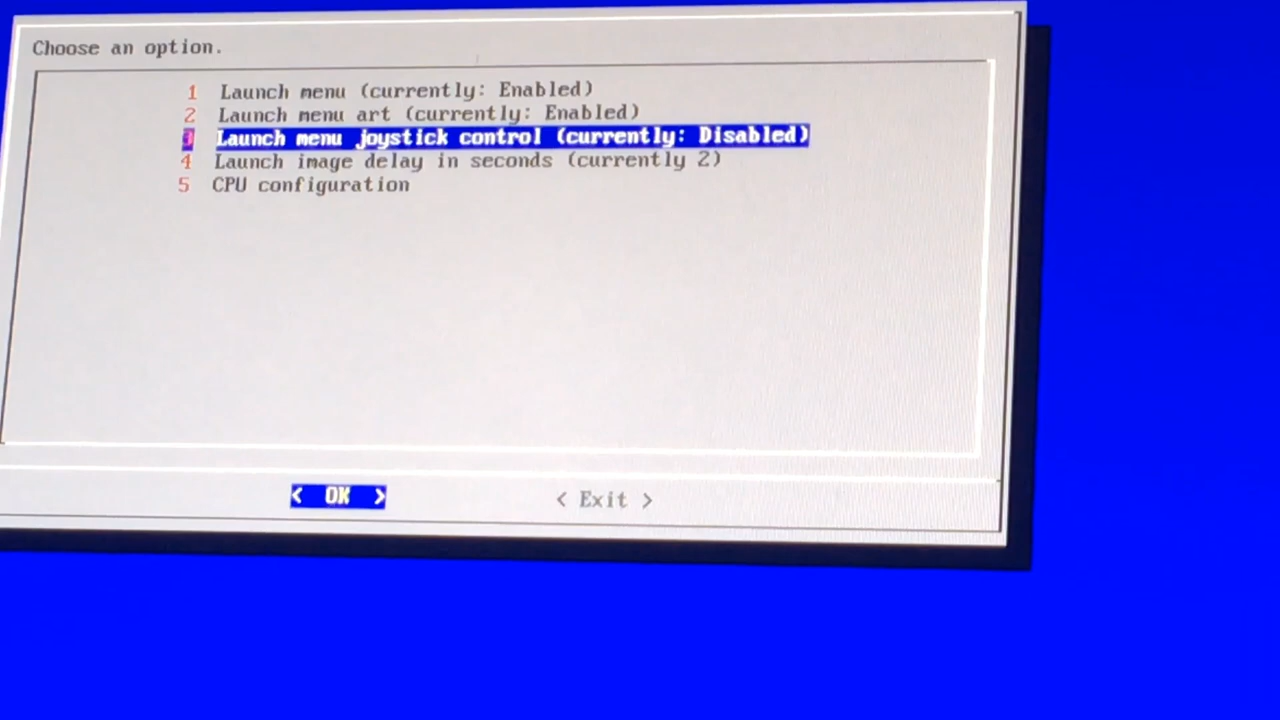 Choose an option.
1 Launch menu (currently: Enabled)
2 Launch menu art (currently: Enabled)
3 Launch menu joystick control (currently: Disabled)
4 Launch image delay in seconds (currently 2)
5 CPU configuration
< OK > < Exit >